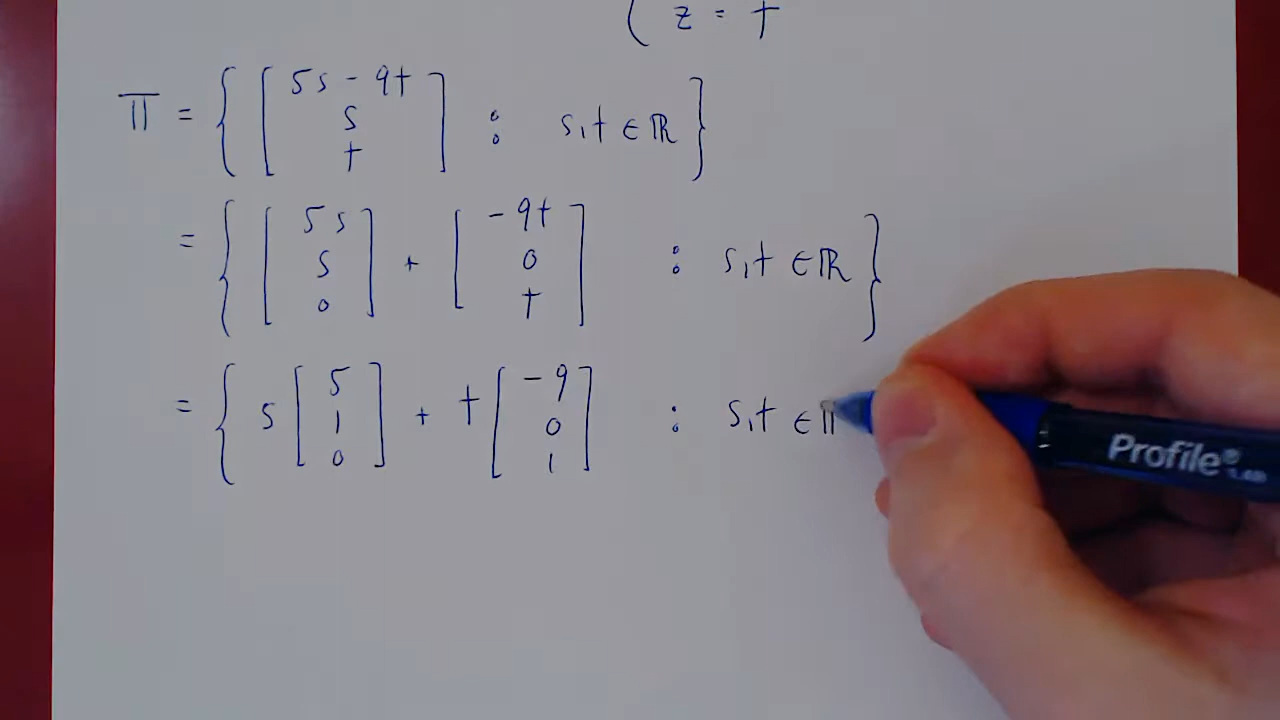 ( z = t
Π = { [ 5s - 9t s t ] : s,t ∈ ℝ }
= { [ 5s s 0 ] + [ -9t 0 t ] : s,t ∈ ℝ }
= { s [ 5 1 0 ] + t [ -9 0 1 ] : s,t ∈
Profile®